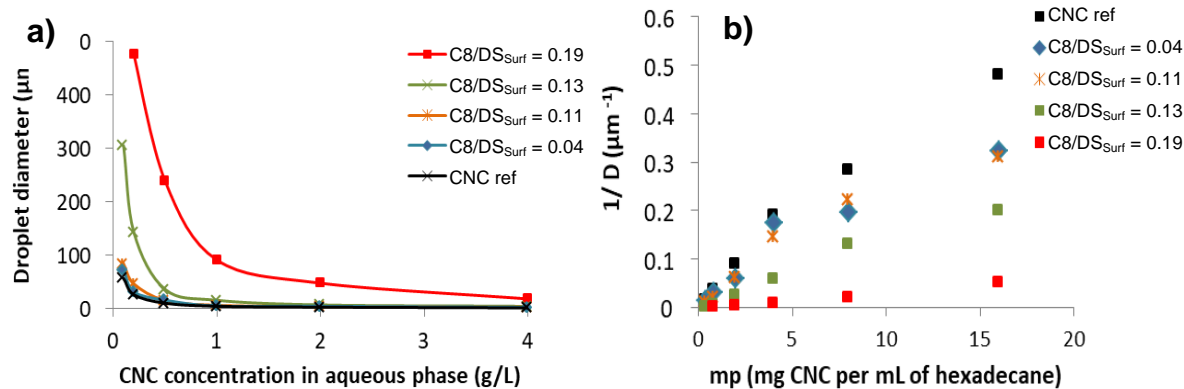 a)
Droplet diameter (µn
0
400
300
200
100
0
0
1
2
3
4
CNC concentration in aqueous phase (g/L)
C8/DSSurf = 0.19
C8/DSSurf = 0.13
C8/DSSurf = 0.11
C8/DSSurf = 0.04
CNC ref
b)
1/ D (µm -1)
0.6
0.5
0.4
0.3
0.2
0.1
0
0
5
10
15
20
mp (mg CNC per mL of hexadecane)
CNC ref
C8/DSSurf = 0.04
C8/DSSurf = 0.11
C8/DSSurf = 0.13
C8/DSSurf = 0.19